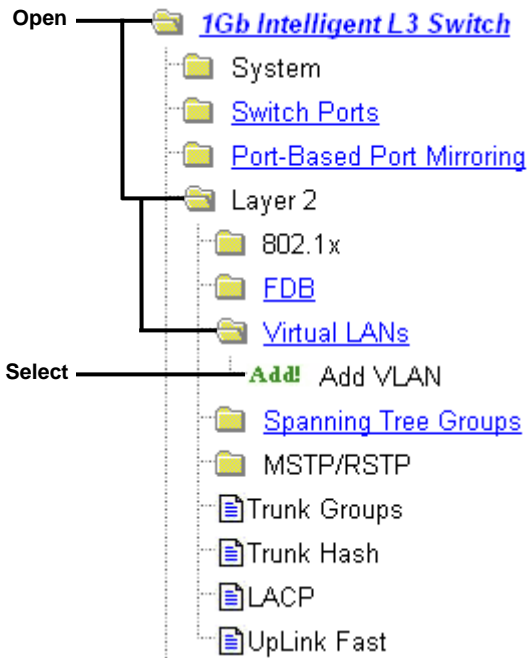 Open 1Gb Intelligent L3 Switch
System
Switch Ports
Port-Based Port Mirroring
Layer 2
802.1x
FDB
Virtual LANs
Select Add! Add VLAN
Spanning Tree Groups
MSTP/RSTP
Trunk Groups
Trunk Hash
LACP
UpLink Fast